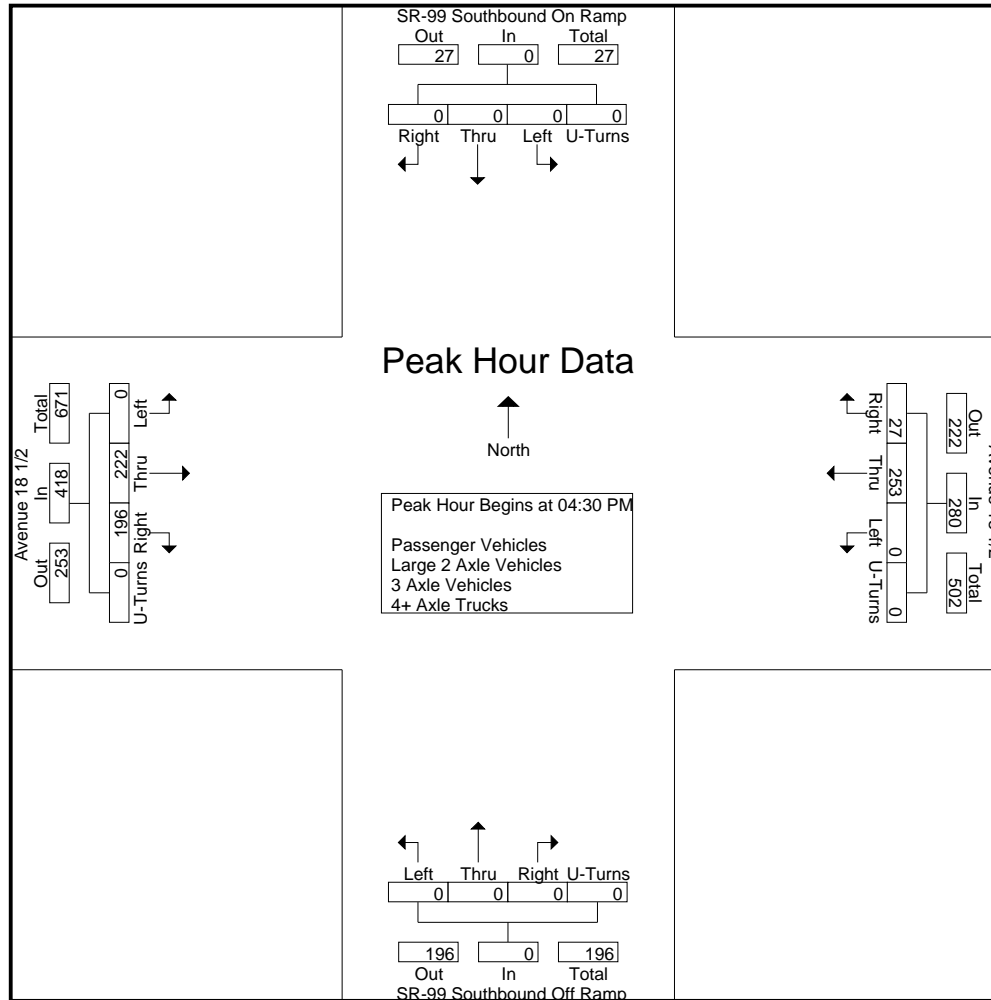 SR-99 Southbound On Ramp
Out In Total
27 0 27
0 0 0 0
Right Thru Left U-Turns
Peak Hour Data
North
Peak Hour Begins at 04:30 PM
Passenger Vehicles
Large 2 Axle Vehicles
3 Axle Vehicles
4+ Axle Trucks
Avenue 18 1/2
Out In Total
253 418 671
0 196 222 0
U-Turns Right Thru Left
Out In Total
222 280 502
27 253 0 0
Right Thru Left U-Turns
Left Thru Right U-Turns
0 0 0 0
196 0 196
Out In Total
SR-99 Southbound Off Ramp